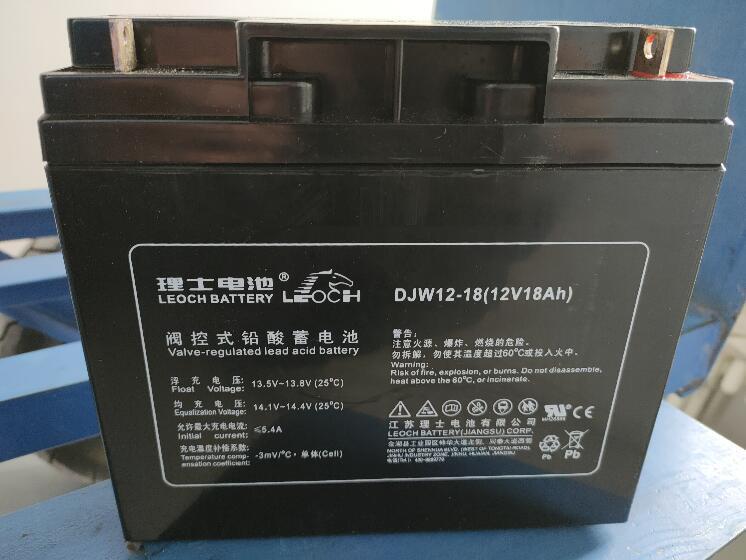 理士电池®
LEOCH BATTERY
LEOCH
DJW12-18(12V18Ah)
阀控式铅酸蓄电池
Valve-regulated lead acid battery
浮充电压:
Float Voltage:
13.5V~13.8V (25°C)
均充电压:
Equalization Voltage:
14.1V~14.4V (25°C)
允许最大充电电流:
Initial current:
≤5.4A
充电温度补偿系数:
Temperature comp-
ensation coefficient:
-3mV/°C·单体(Cell)
警告:
注意火源、爆炸、燃烧的危险。
勿拆解,勿使其温度超过60°C或投入火中。
Warning:
Risk of fire, explosion, or burns. Do not disassemble,
heat above the 60°C, or incinerate.
CE
江苏理士电池有限公司
LEOCH BATTERY(JIANGSU) CORP.
Pb
Pb